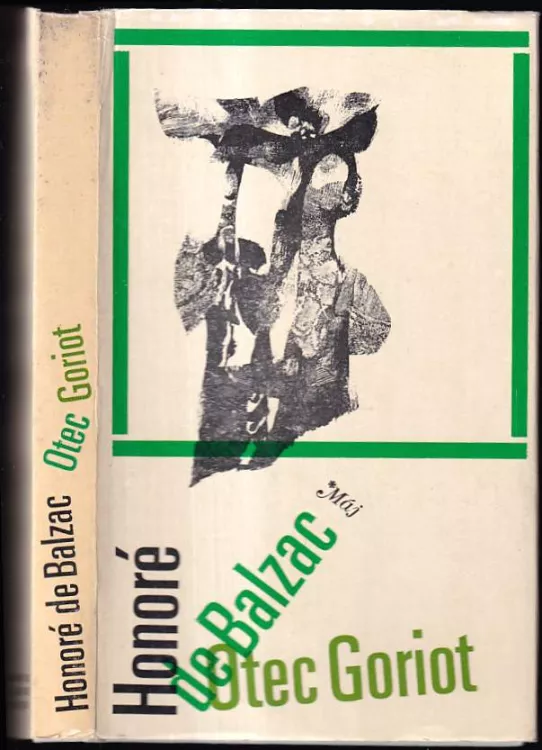 Honoré de Balzac Otec Goriot
*Máj
Honoré
de Balzac
Otec Goriot